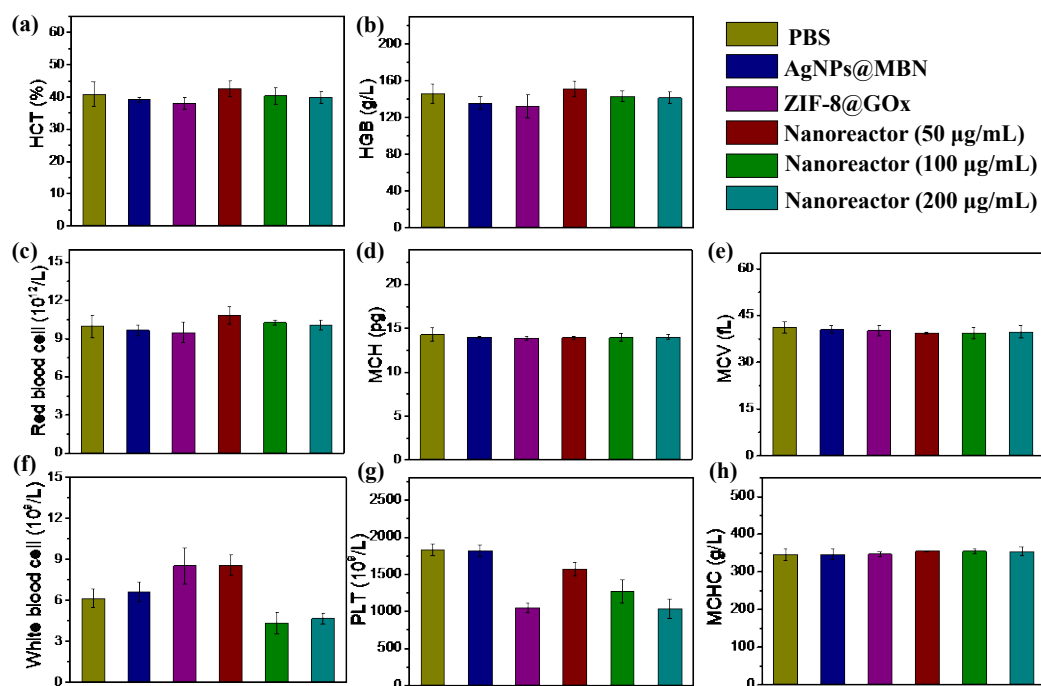 (a)
HCT (%)
60
45
30
15
0
(b)
HGB (g/L)
200
160
120
80
40
0
PBS
AgNPs@MBN
ZIF-8@GOx
Nanoreactor (50 μg/mL)
Nanoreactor (100 μg/mL)
Nanoreactor (200 μg/mL)
(c)
Red blood cell (10¹²/L)
15
12
9
6
3
0
(d)
MCH (pg)
20
15
10
5
0
(e)
MCV (fL)
60
45
30
15
0
(f)
White blood cell (10⁹/L)
15
12
9
6
3
0
(g)
PLT (10⁹/L)
2500
2000
1500
1000
500
0
(h)
MCHC (g/L)
500
400
300
200
100
0